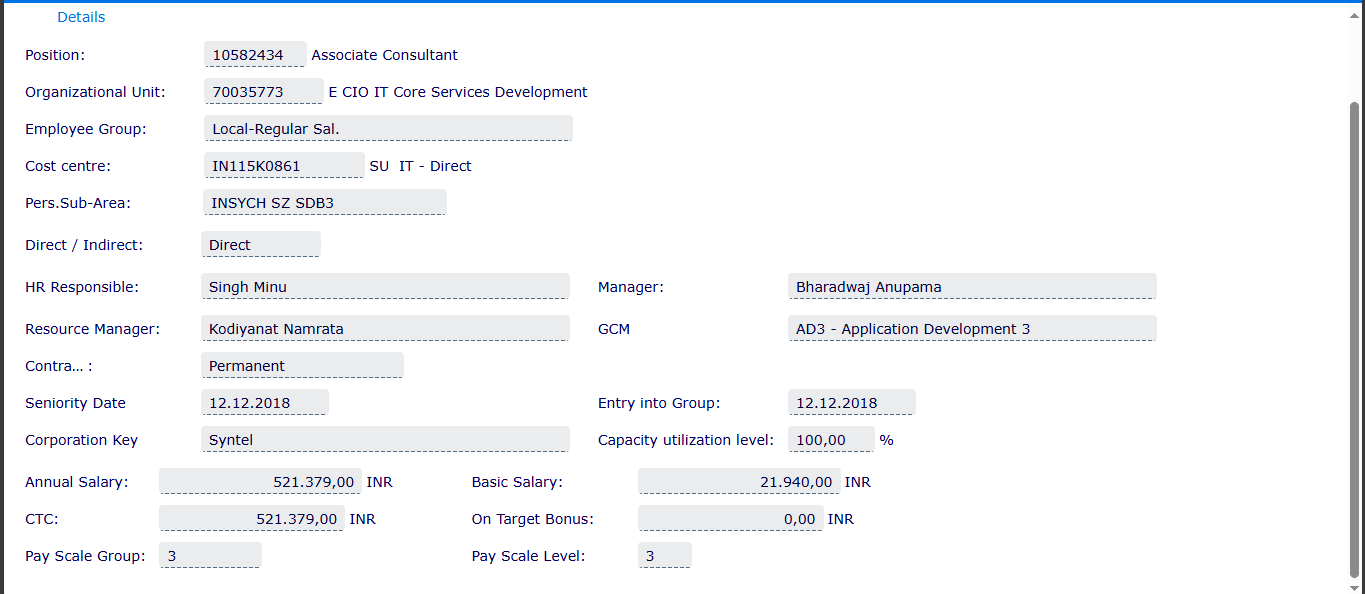 Details
Position: 10582434 Associate Consultant
Organizational Unit: 70035773 E CIO IT Core Services Development
Employee Group: Local-Regular Sal.
Cost centre: IN115K0861 SU  IT - Direct
Pers.Sub-Area: INSYCH SZ SDB3
Direct / Indirect: Direct
HR Responsible: Singh Minu Manager: Bharadwaj Anupama
Resource Manager: Kodiyanat Namrata GCM AD3 - Application Development 3
Contra... : Permanent
Seniority Date 12.12.2018 Entry into Group: 12.12.2018
Corporation Key Syntel Capacity utilization level: 100,00 %
Annual Salary: 521.379,00 INR Basic Salary: 21.940,00 INR
CTC: 521.379,00 INR On Target Bonus: 0,00 INR
Pay Scale Group: 3 Pay Scale Level: 3